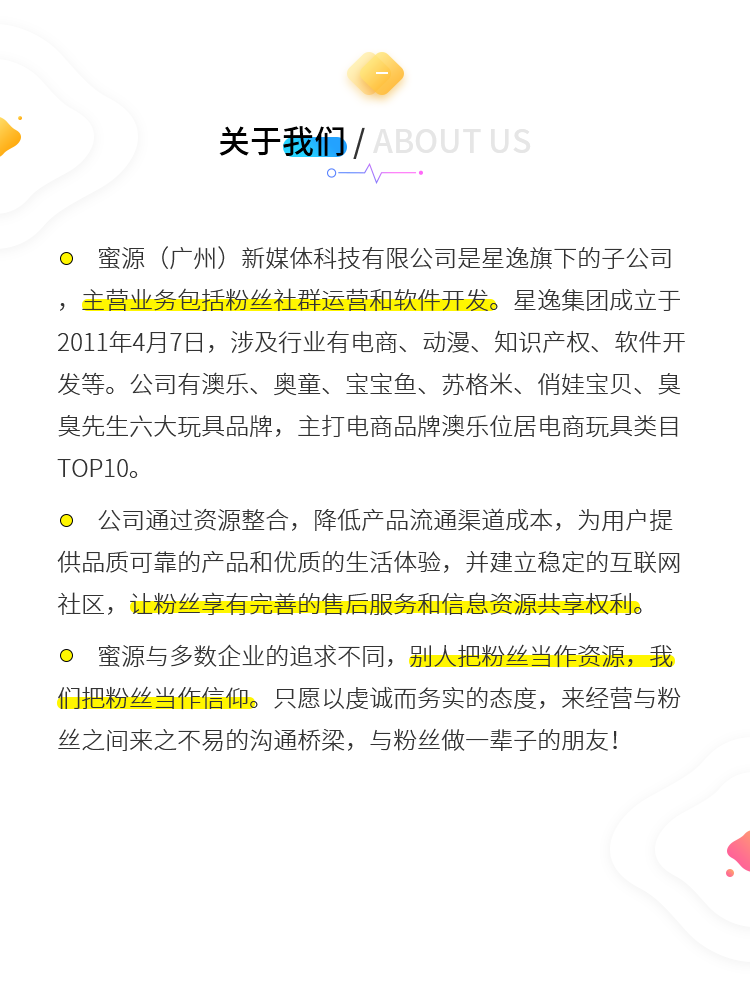 关于我们 / ABOUT US
蜜源（广州）新媒体科技有限公司是星逸旗下的子公司
，主营业务包括粉丝社群运营和软件开发。星逸集团成立于
2011年4月7日，涉及行业有电商、动漫、知识产权、软件开
发等。公司有澳乐、奥童、宝宝鱼、苏格米、俏娃宝贝、臭
臭先生六大玩具品牌，主打电商品牌澳乐位居电商玩具类目
TOP10。
公司通过资源整合，降低产品流通渠道成本，为用户提
供品质可靠的产品和优质的生活体验，并建立稳定的互联网
社区，让粉丝享有完善的售后服务和信息资源共享权利。
蜜源与多数企业的追求不同，别人把粉丝当作资源，我
们把粉丝当作信仰。只愿以虔诚而务实的态度，来经营与粉
丝之间来之不易的沟通桥梁，与粉丝做一辈子的朋友！